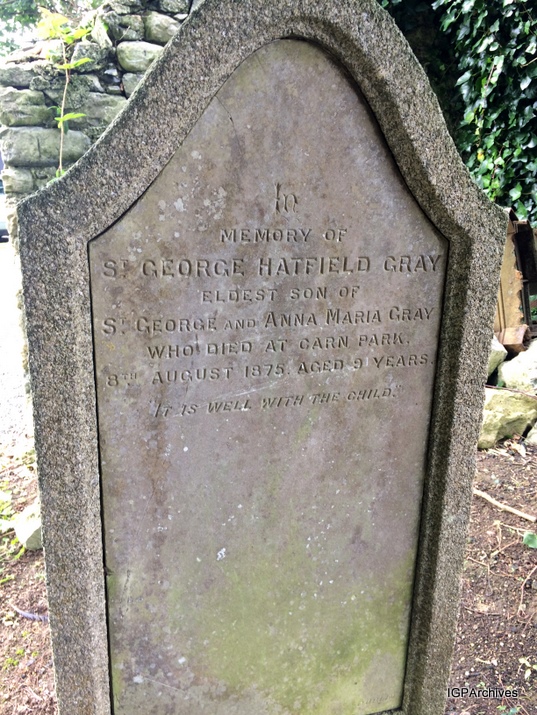 In
MEMORY OF
ST GEORGE HATFIELD GRAY
ELDEST SON OF
ST GEORGE AND ANNA MARIA GRAY
WHO DIED AT CARN PARK,
8TH AUGUST 1875. AGED 9 YEARS.
"IT IS WELL WITH THE CHILD."
IGPArchives